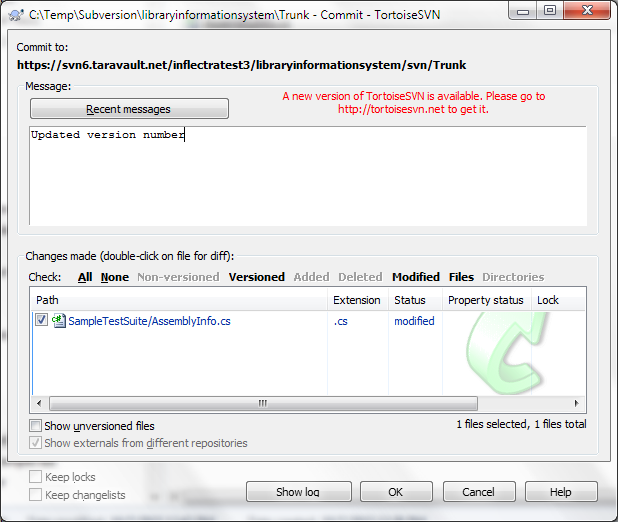 C:\Temp\Subversion\libraryinformationsystem\Trunk - Commit - TortoiseSVN
Commit to:
https://svn6.taravault.net/inflectratest3/libraryinformationsystem/svn/Trunk
Message:
Recent messages
A new version of TortoiseSVN is available. Please go to
http://tortoisesvn.net to get it.
Updated version number
Changes made (double-click on file for diff):
Check: All None Non-versioned Versioned Added Deleted Modified Files Directories
Path Extension Status Property status Lock
SampleTestSuite/AssemblyInfo.cs .cs modified
Show unversioned files
1 files selected, 1 files total
Show externals from different repositories
Keep locks
Keep changelists
Show log OK Cancel Help